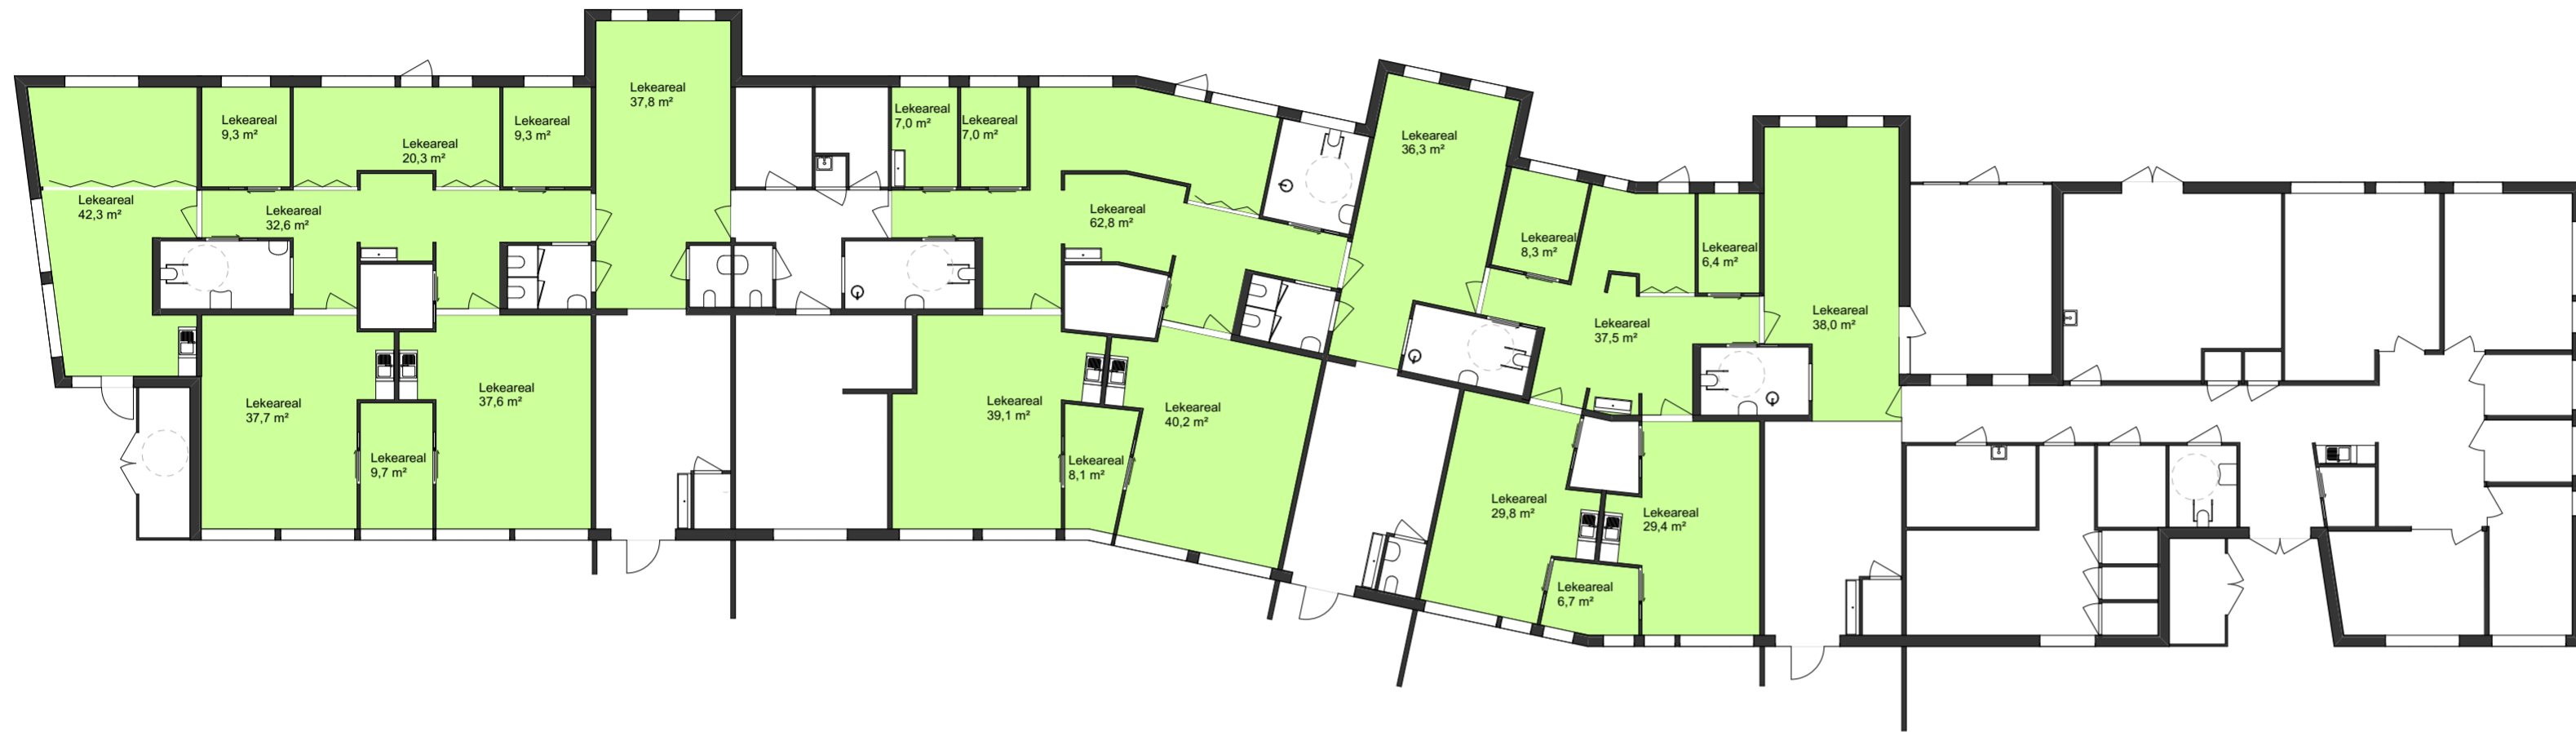 Lekeareal
37,8 m²
Lekeareal
9,3 m²
Lekeareal
9,3 m²
Lekeareal
20,3 m²
Lekeareal
7,0 m²
Lekeareal
7,0 m²
Lekeareal
36,3 m²
Lekeareal
42,3 m²
Lekeareal
32,6 m²
Lekeareal
62,8 m²
Lekeareal
8,3 m²
Lekeareal
6,4 m²
Lekeareal
37,5 m²
Lekeareal
38,0 m²
Lekeareal
37,7 m²
Lekeareal
37,6 m²
Lekeareal
39,1 m²
Lekeareal
40,2 m²
Lekeareal
9,7 m²
Lekeareal
8,1 m²
Lekeareal
29,8 m²
Lekeareal
29,4 m²
Lekeareal
6,7 m²